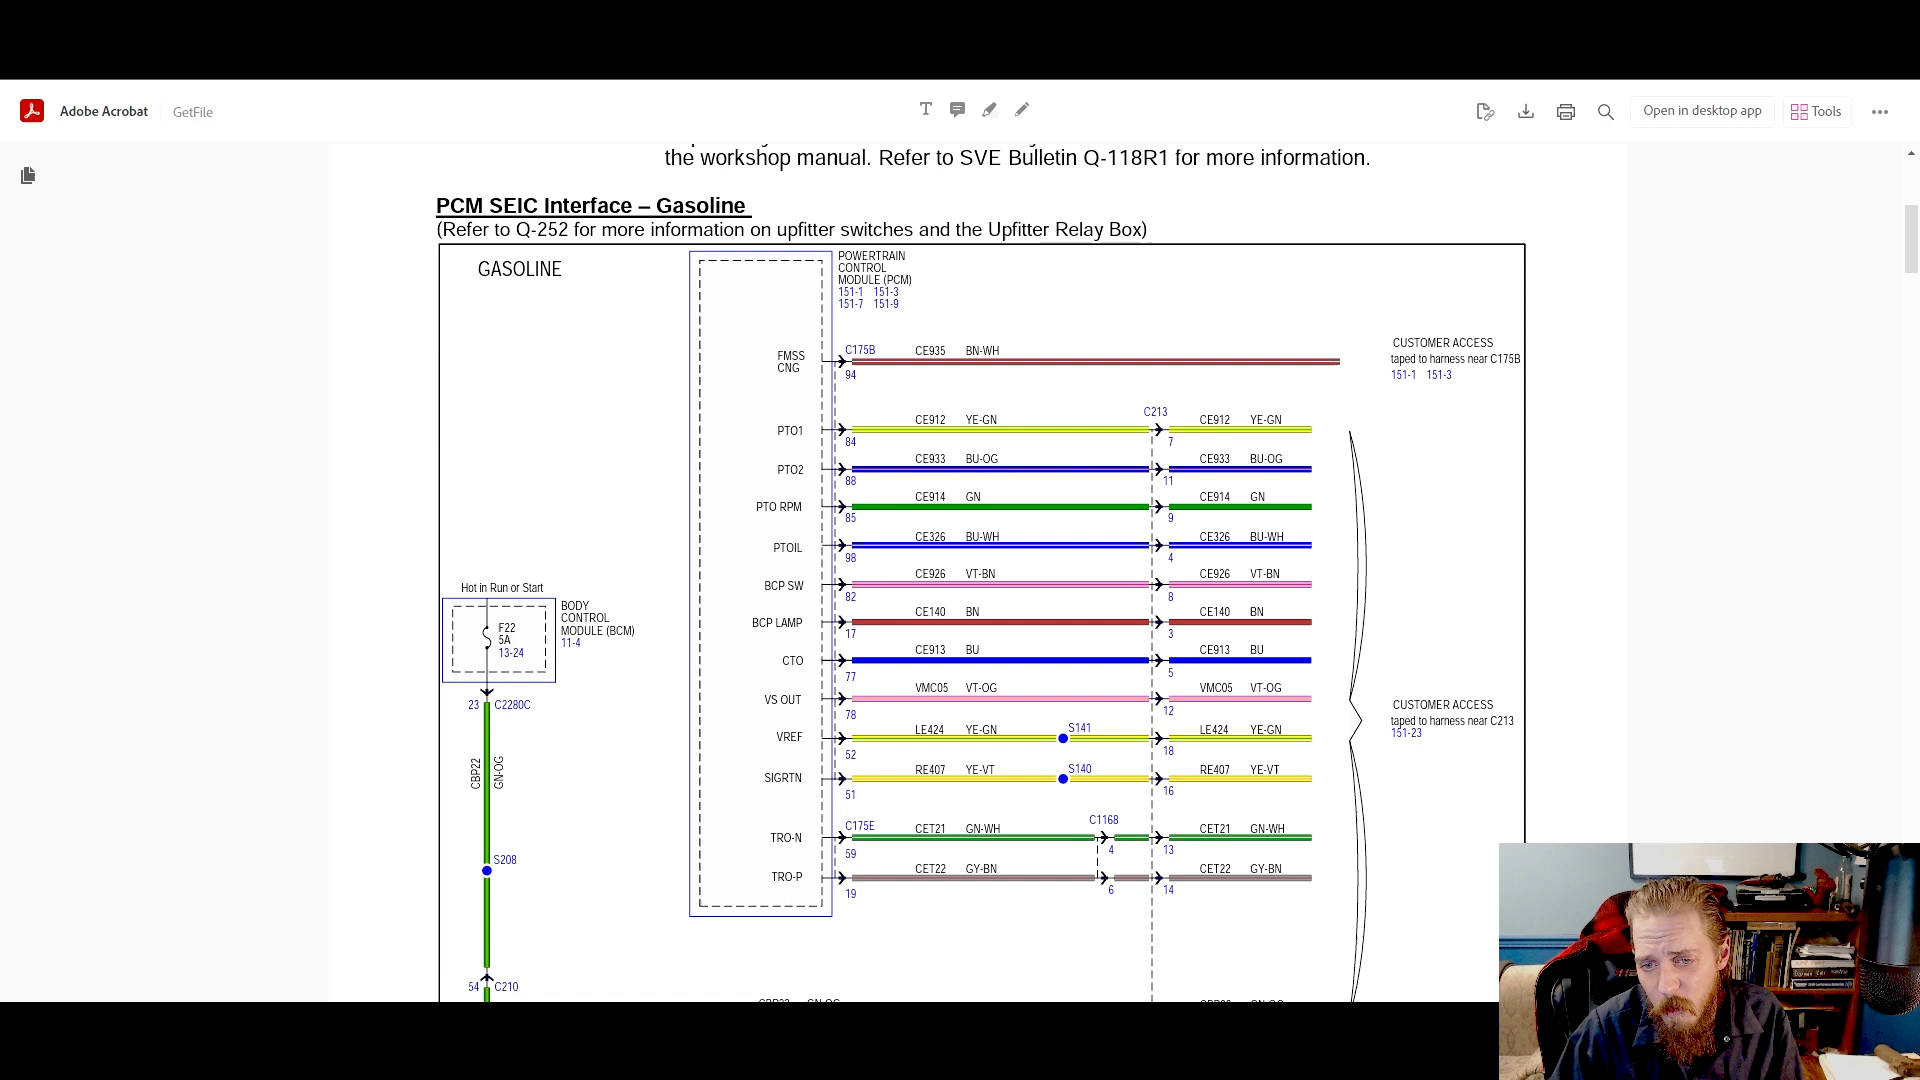 Adobe Acrobat
GetFile
Open in desktop app
Tools
the workshop manual. Refer to SVE Bulletin Q-118R1 for more information.
PCM SEIC Interface – Gasoline
(Refer to Q-252 for more information on upfitter switches and the Upfitter Relay Box)
GASOLINE
POWERTRAIN
CONTROL
MODULE (PCM)
151-1 151-3
151-7 151-9
FMSS
CNG
C175B
94
CE935 BN-WH
CUSTOMER ACCESS
taped to harness near C175B
151-1 151-3
C213
PTO1 84 CE912 YE-GN 7 CE912 YE-GN
PTO2 88 CE933 BU-OG 11 CE933 BU-OG
PTO RPM 85 CE914 GN 9 CE914 GN
PTOIL 98 CE326 BU-WH 4 CE326 BU-WH
BCP SW 82 CE926 VT-BN 8 CE926 VT-BN
BCP LAMP 17 CE140 BN 3 CE140 BN
CTO 77 CE913 BU 5 CE913 BU
VS OUT 78 VMC05 VT-OG 12 VMC05 VT-OG
VREF 52 LE424 YE-GN S141 18 LE424 YE-GN
SIGRTN 51 RE407 YE-VT S140 16 RE407 YE-VT
C175E C1168
TRO-N 59 CET21 GN-WH 4 13 CET21 GN-WH
TRO-P 19 CET22 GY-BN 6 14 CET22 GY-BN
CUSTOMER ACCESS
taped to harness near C213
151-23
Hot in Run or Start
F22
5A
13-24
BODY
CONTROL
MODULE (BCM)
11-4
23 C2280C
CBP22
GN-OG
S208
54 C210